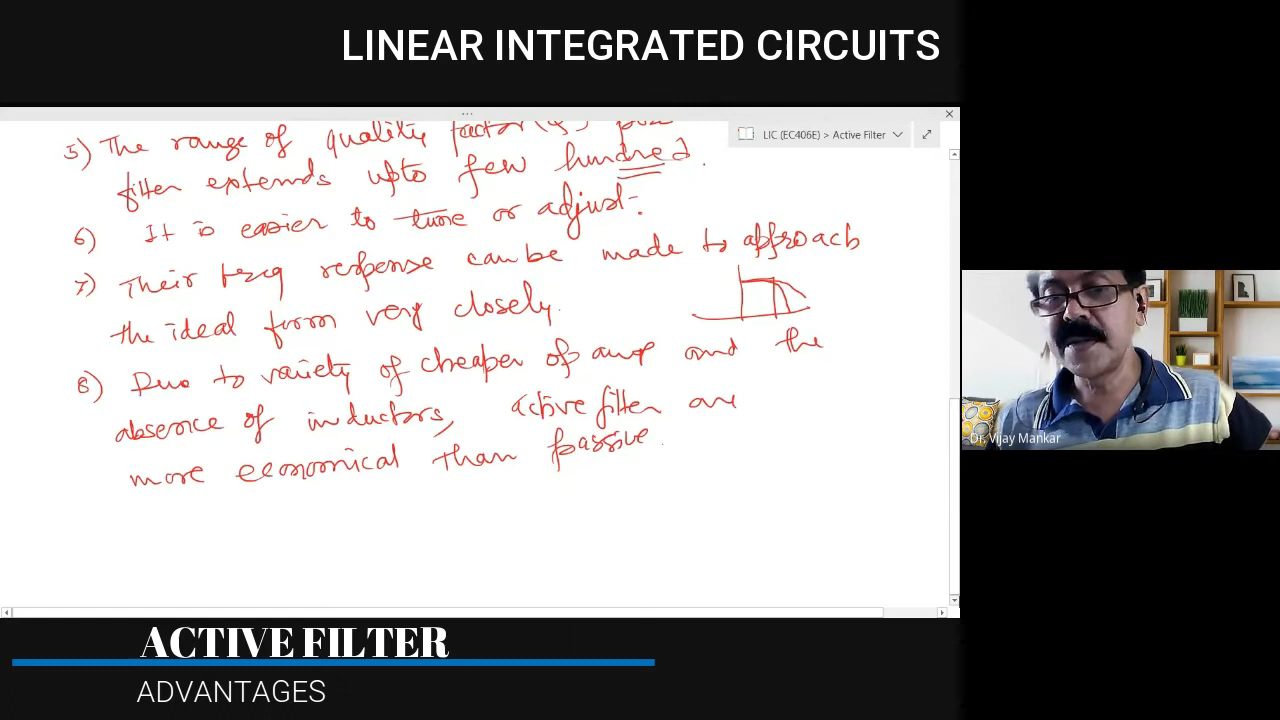 LINEAR INTEGRATED CIRCUITS
LIC (EC406E) > Active Filter
5) The range of quality factor (Q)
filter extends upto few hundred.
6) It is easier to tune or adjust.
7) Their freq response can be made to approach
the ideal form very closely.
8) Due to variety of cheaper op amp and the
absence of inductors, active filter are
more economical than passive.
Dr. Vijay Mankar
ACTIVE FILTER
ADVANTAGES